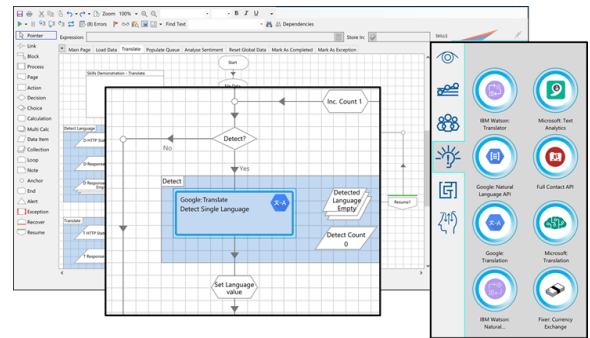 Zoom 100%
B I U
(8) Errors
Find Text:
Dependencies
Pointer
Link
Block
Process
Page
Action
Decision
Choice
Calculation
Multi Calc
Data Item
Collection
Loop
Note
Anchor
End
Alert
Exception
Recover
Resume
Expression:
Store In:
SKILLS
Main Page
Load Data
Translate
Populate Queue
Analyse Sentiment
Reset Global Data
Mark As Completed
Mark As Exception
Start
Skills Demonstration - Translate
Detect Language
Translate
Resume?
Inc. Count 1
Detect?
No
Yes
Detect
Google: Translate
Detect Single Language
Detected
Language
Empty
Detect Count
0
Set Language
value
IBM Watson:
Translator
Microsoft: Text
Analytics
Google: Natural
Language API
Full Contact API
Google:
Translation
Microsoft:
Translation
IBM Watson:
Natural...
Fixer: Currency
Exchange